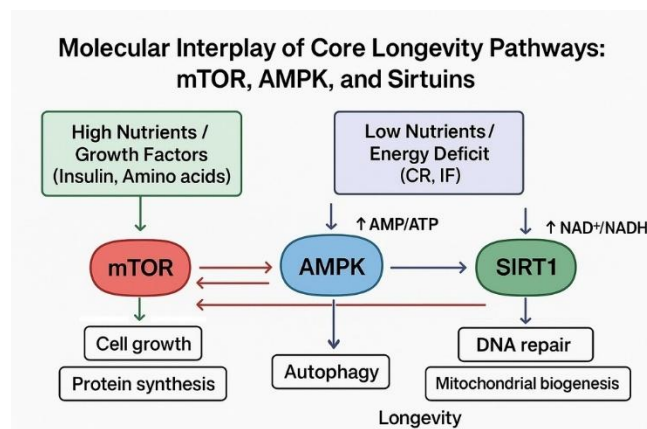 Molecular Interplay of Core Longevity Pathways:
mTOR, AMPK, and Sirtuins
High Nutrients /
Growth Factors
(Insulin, Amino acids)
Low Nutrients /
Energy Deficit
(CR, IF)
↑ AMP/ATP
↑ NAD⁺/NADH
mTOR
AMPK
SIRT1
Cell growth
Protein synthesis
Autophagy
DNA repair
Mitochondrial biogenesis
Longevity